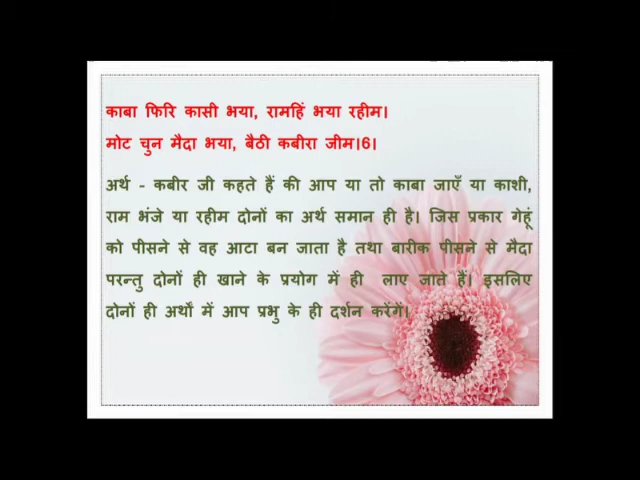 काबा फिरि कासी भया, रामहिं भया रहीम।
मोट चुन मैदा भया, बैठी कबीरा जीम।6।
अर्थ - कबीर जी कहते हैं की आप या तो काबा जाएँ या काशी,
राम भंजे या रहीम दोनों का अर्थ समान ही है। जिस प्रकार गेहूं
को पीसने से वह आटा बन जाता है तथा बारीक पीसने से मैदा
परन्तु दोनों ही खाने के प्रयोग में ही लाए जाते हैं। इसलिए
दोनों ही अर्थों में आप प्रभु के ही दर्शन करेंगें।